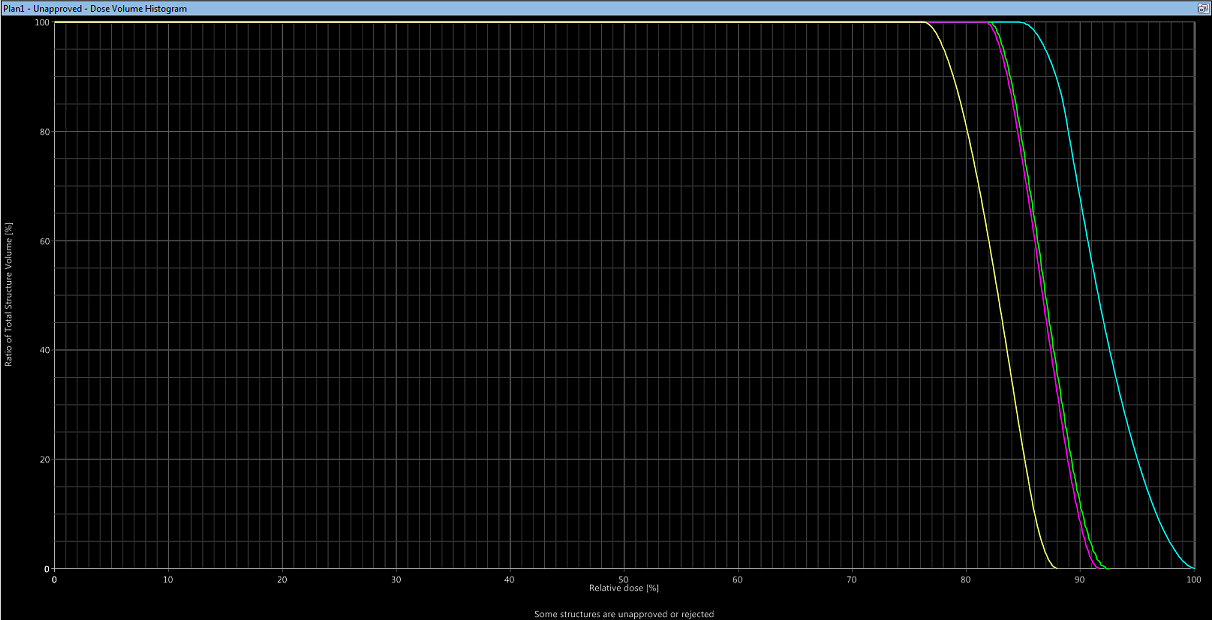 Plan1 - Unapproved - Dose Volume Histogram
100
80
60
40
20
0
Ratio of Total Structure Volume [%]
0 10 20 30 40 50 60 70 80 90 100
Relative dose [%]
Some structures are unapproved or rejected